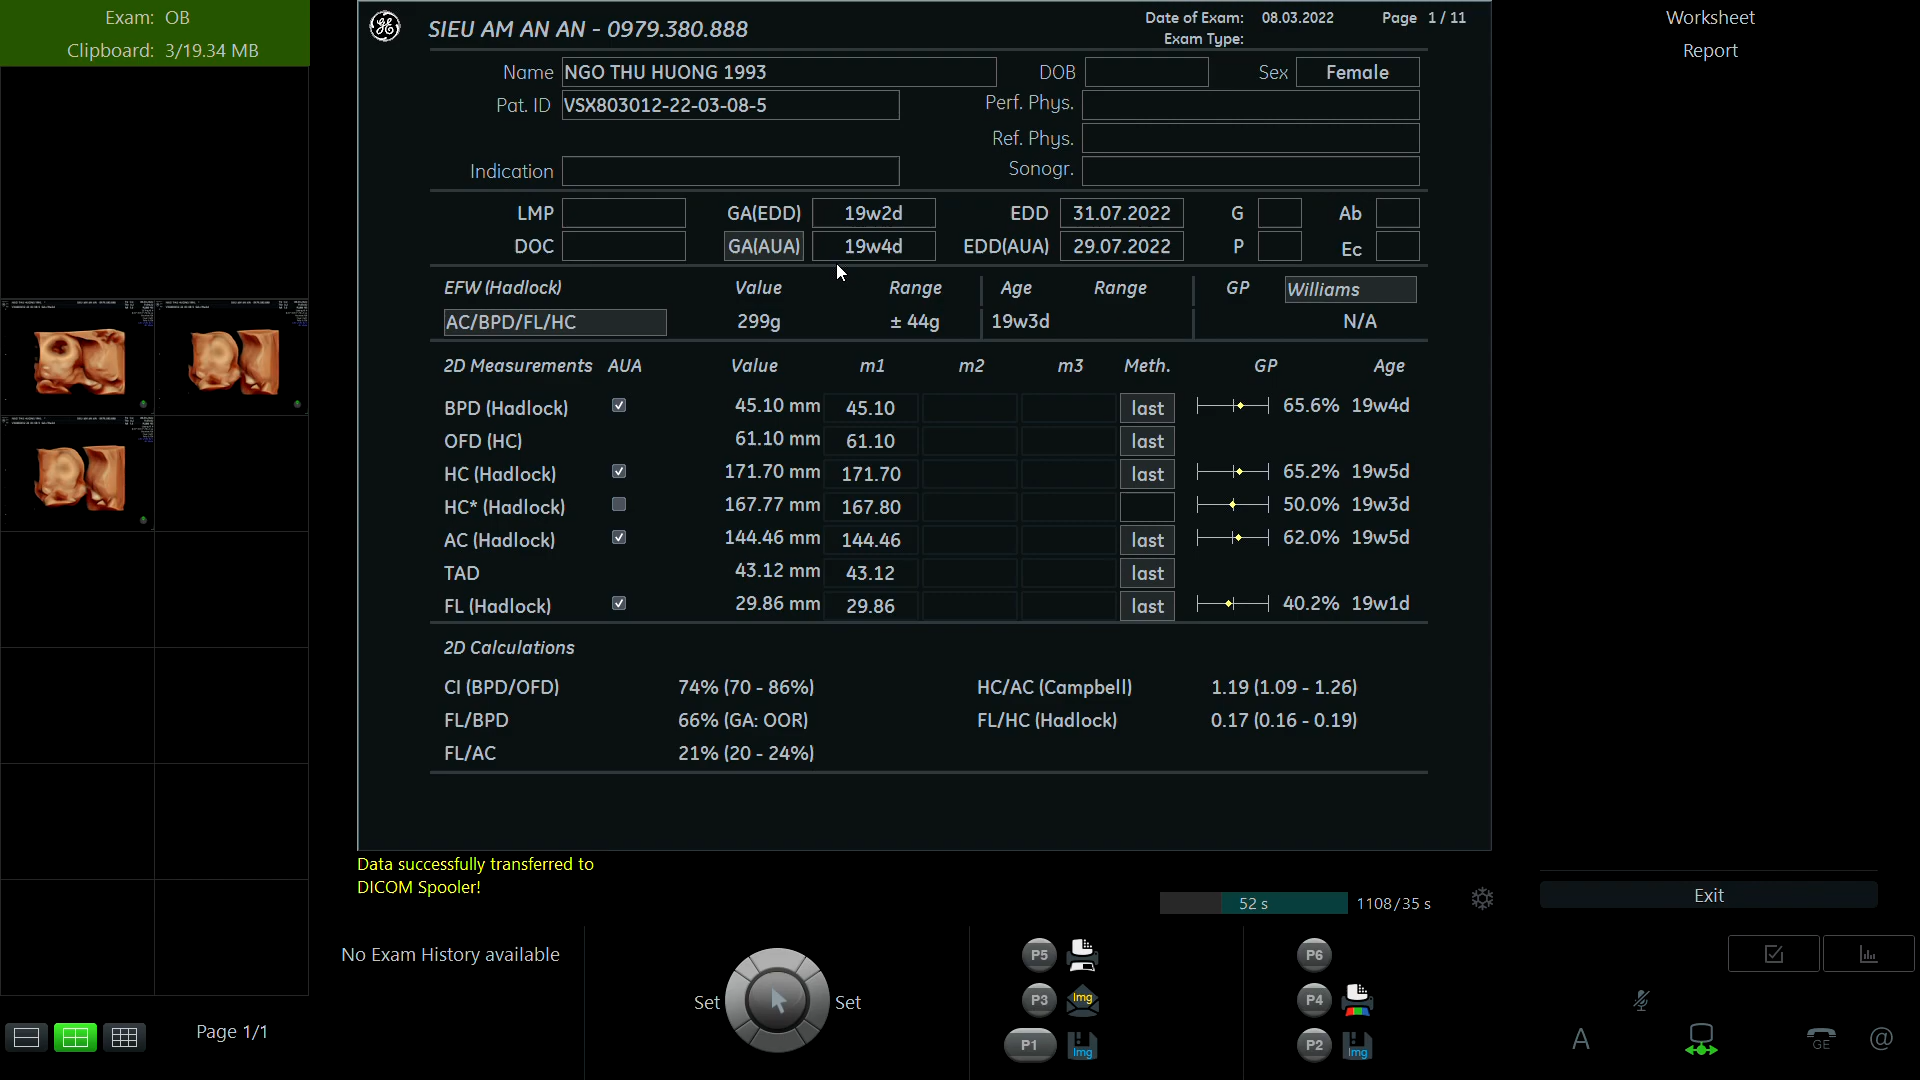 Exam: OB
Clipboard: 3/19.34 MB
SIEU AM AN AN - 0979.380.888
Date of Exam: 08.03.2022 Page 1 / 11
Exam Type:
Worksheet
Report
Name NGO THU HUONG 1993 DOB Sex Female
Pat. ID VSX803012-22-03-08-5 Perf. Phys.
Ref. Phys.
Indication Sonogr.
LMP GA(EDD) 19w2d EDD 31.07.2022 G Ab
DOC GA(AUA) 19w4d EDD(AUA) 29.07.2022 P Ec
EFW (Hadlock) Value Range Age Range GP Williams
AC/BPD/FL/HC 299g ± 44g 19w3d N/A
2D Measurements AUA Value m1 m2 m3 Meth. GP Age
BPD (Hadlock) 45.10 mm 45.10 last 65.6% 19w4d
OFD (HC) 61.10 mm 61.10 last
HC (Hadlock) 171.70 mm 171.70 last 65.2% 19w5d
HC* (Hadlock) 167.77 mm 167.80 50.0% 19w3d
AC (Hadlock) 144.46 mm 144.46 last 62.0% 19w5d
TAD 43.12 mm 43.12 last
FL (Hadlock) 29.86 mm 29.86 last 40.2% 19w1d
2D Calculations
CI (BPD/OFD) 74% (70 - 86%) HC/AC (Campbell) 1.19 (1.09 - 1.26)
FL/BPD 66% (GA: OOR) FL/HC (Hadlock) 0.17 (0.16 - 0.19)
FL/AC 21% (20 - 24%)
Data successfully transferred to
DICOM Spooler!
52 s 1108/35 s
Exit
No Exam History available
Set Set
P5 P6
P3 Img P4
P1 Img P2 Img
Page 1/1
A GE @